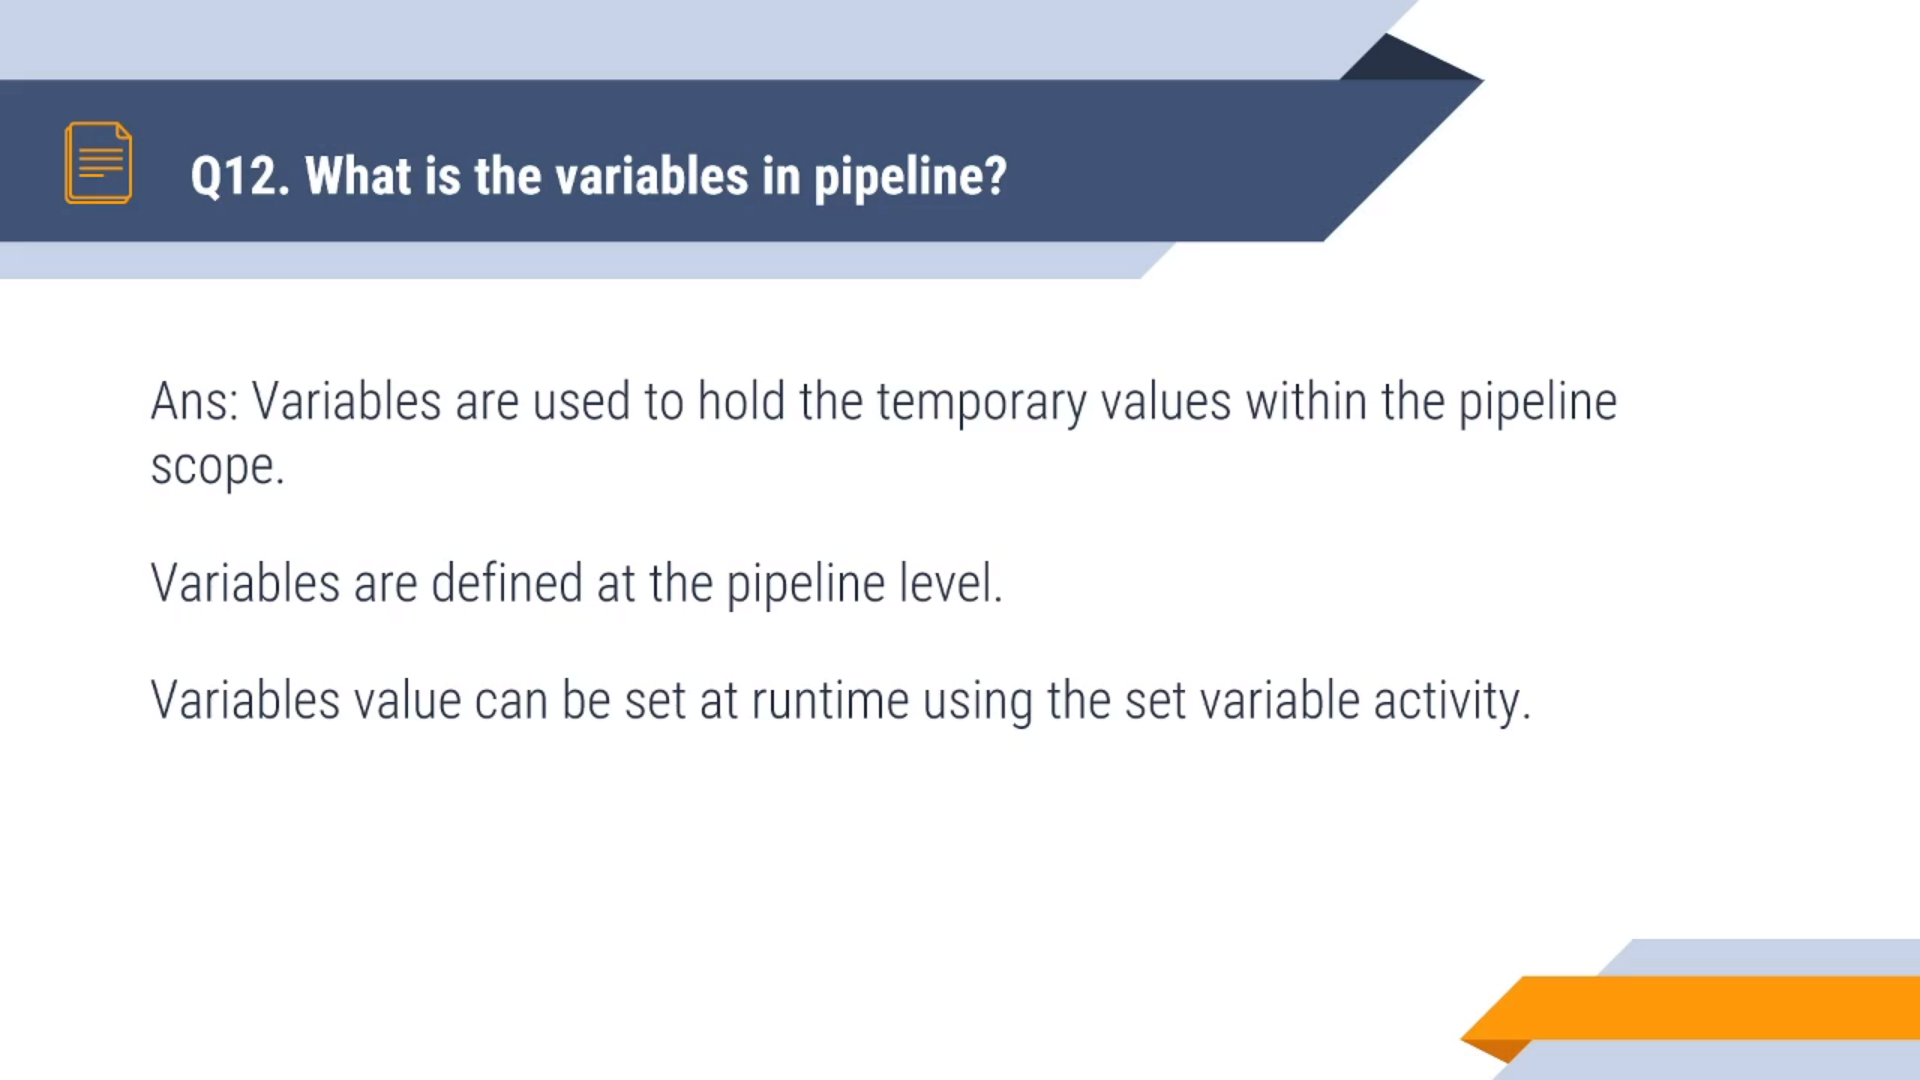 Q12. What is the variables in pipeline?
Ans: Variables are used to hold the temporary values within the pipeline
scope.
Variables are defined at the pipeline level.
Variables value can be set at runtime using the set variable activity.